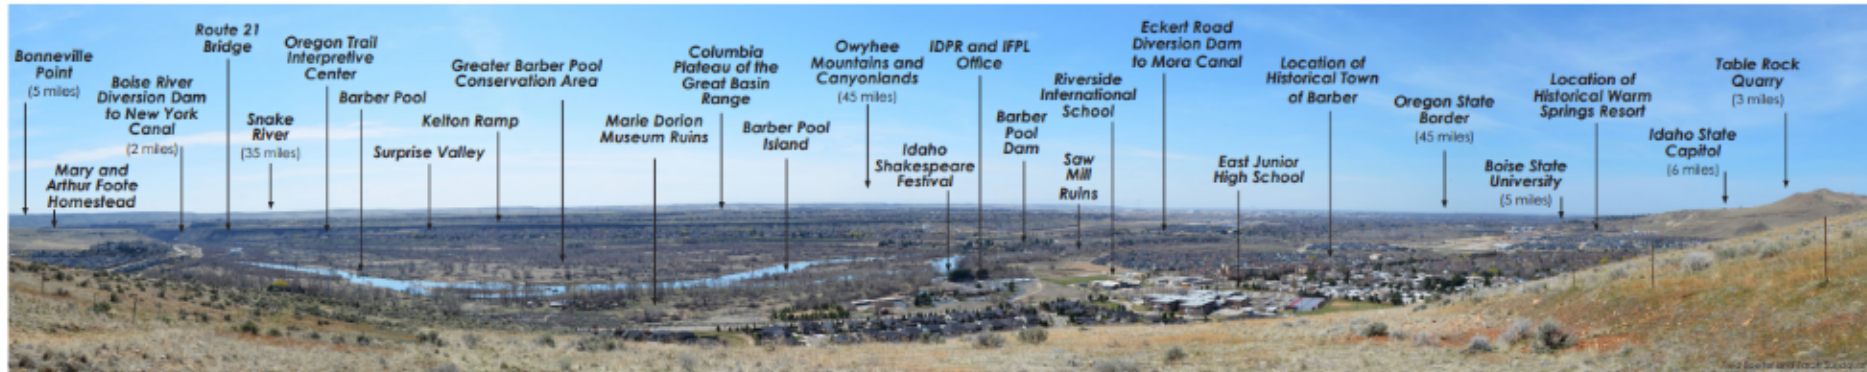 Bonneville
Point
(5 miles)
Mary and
Arthur Foote
Homestead
Boise River
Diversion Dam
to New York
Canal
(2 miles)
Route 21
Bridge
Snake
River
(35 miles)
Oregon Trail
Interpretive
Center
Barber Pool
Surprise Valley
Kelton Ramp
Greater Barber Pool
Conservation Area
Marie Dorion
Museum Ruins
Columbia
Plateau of the
Great Basin
Range
Barber Pool
Island
Owyhee
Mountains and
Canyonlands
(45 miles)
Idaho
Shakespeare
Festival
IDPR and IFPL
Office
Barber
Pool
Dam
Riverside
International
School
Saw
Mill
Ruins
Eckert Road
Diversion Dam
to Mora Canal
East Junior
High School
Location of
Historical Town
of Barber
Oregon State
Border
(45 miles)
Boise State
University
(5 miles)
Location of
Historical Warm
Springs Resort
Idaho State
Capitol
(6 miles)
Table Rock
Quarry
(3 miles)